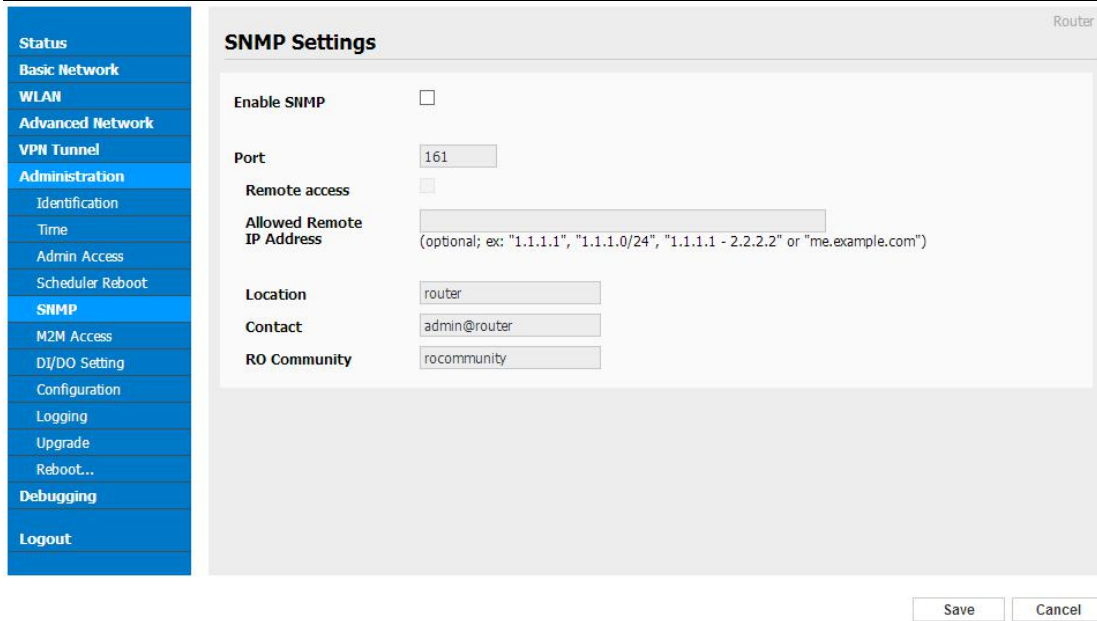 Router
Status
Basic Network
WLAN
Advanced Network
VPN Tunnel
Administration
Identification
Time
Admin Access
Scheduler Reboot
SNMP
M2M Access
DI/DO Setting
Configuration
Logging
Upgrade
Reboot...
Debugging
Logout
SNMP Settings
Enable SNMP
Port 161
Remote access
Allowed Remote
IP Address
(optional; ex: "1.1.1.1", "1.1.1.0/24", "1.1.1.1 - 2.2.2.2" or "me.example.com")
Location router
Contact admin@router
RO Community rocommunity
Save Cancel